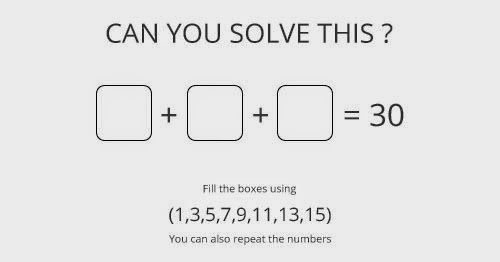 CAN YOU SOLVE THIS ?
+ + = 30
Fill the boxes using
(1,3,5,7,9,11,13,15)
You can also repeat the numbers